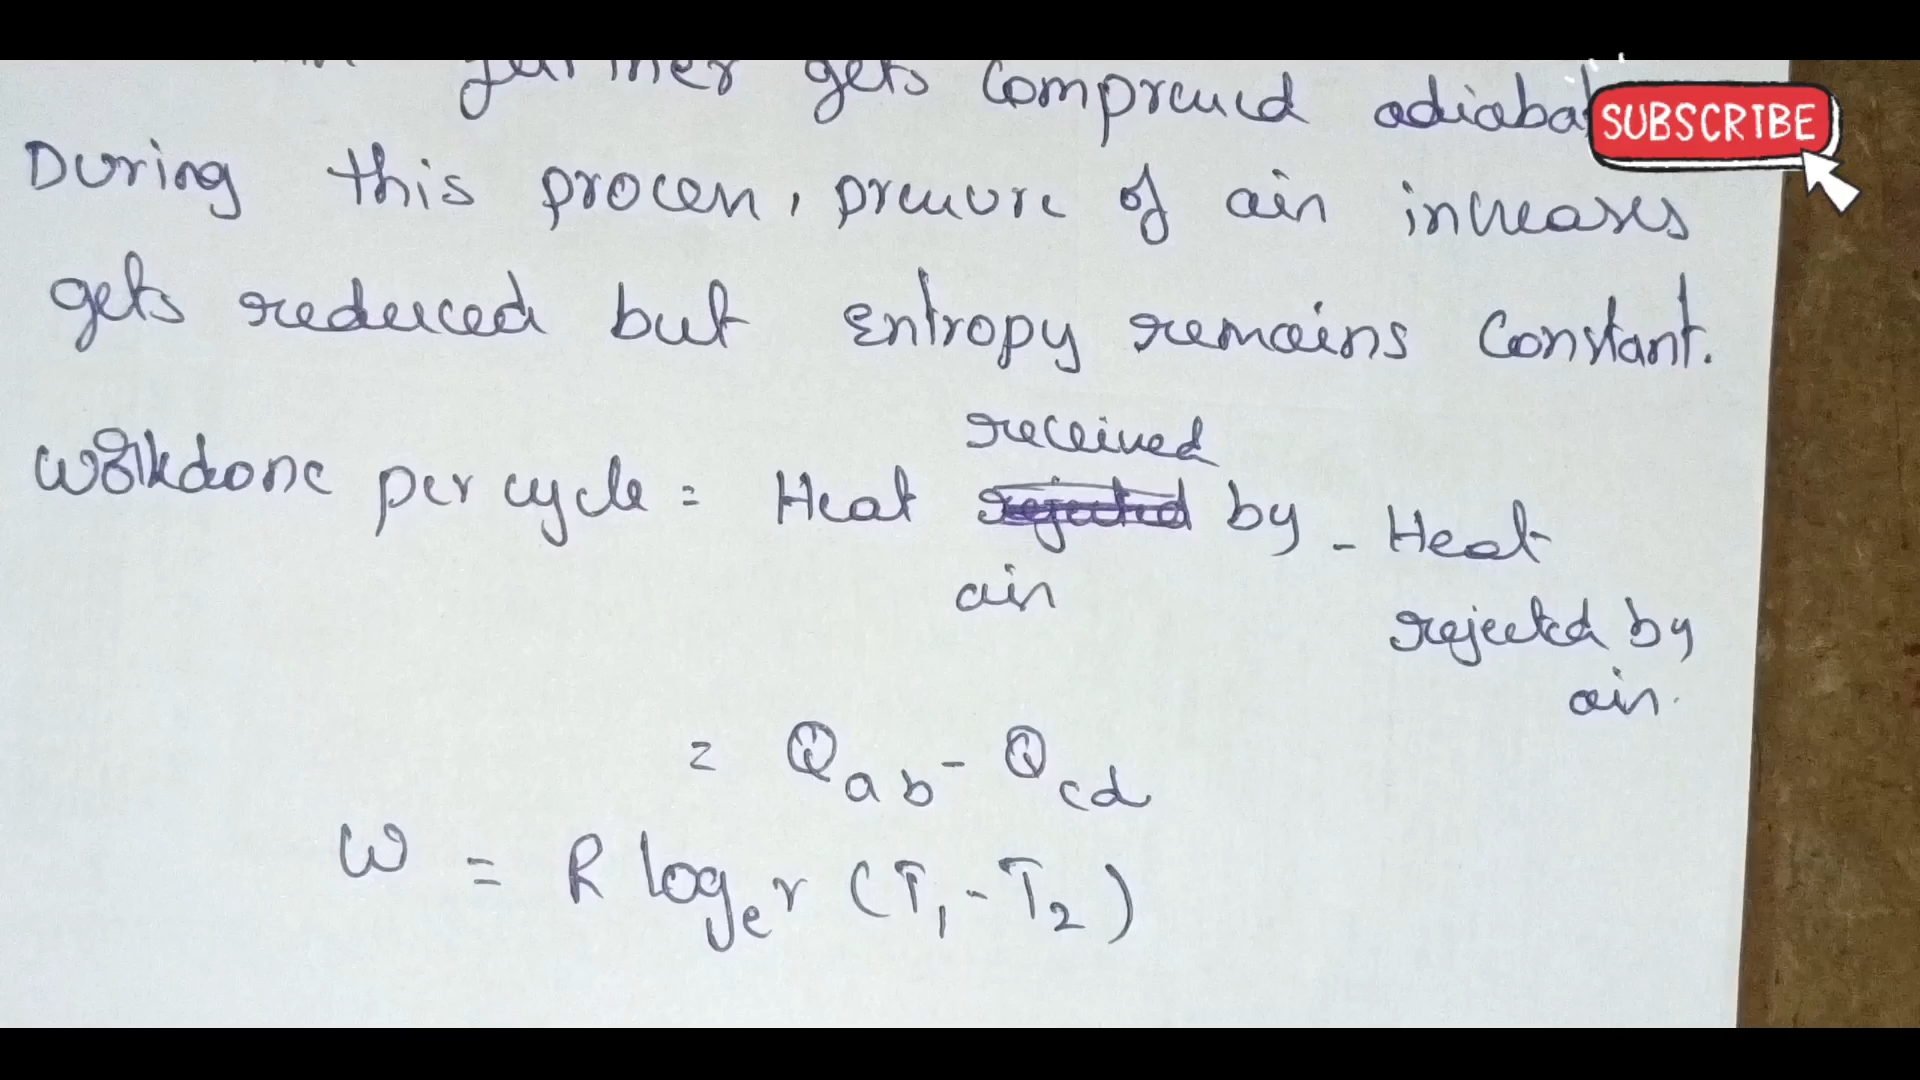 further gets compressed adiabat
SUBSCRIBE
During this process, pressure of air increases
gets reduced but Entropy remains Constant.
received
Workdone per cycle = Heat rejected by - Heat
air
rejected by
air.
= Qab - Qcd
W = R loge r (T1 - T2)